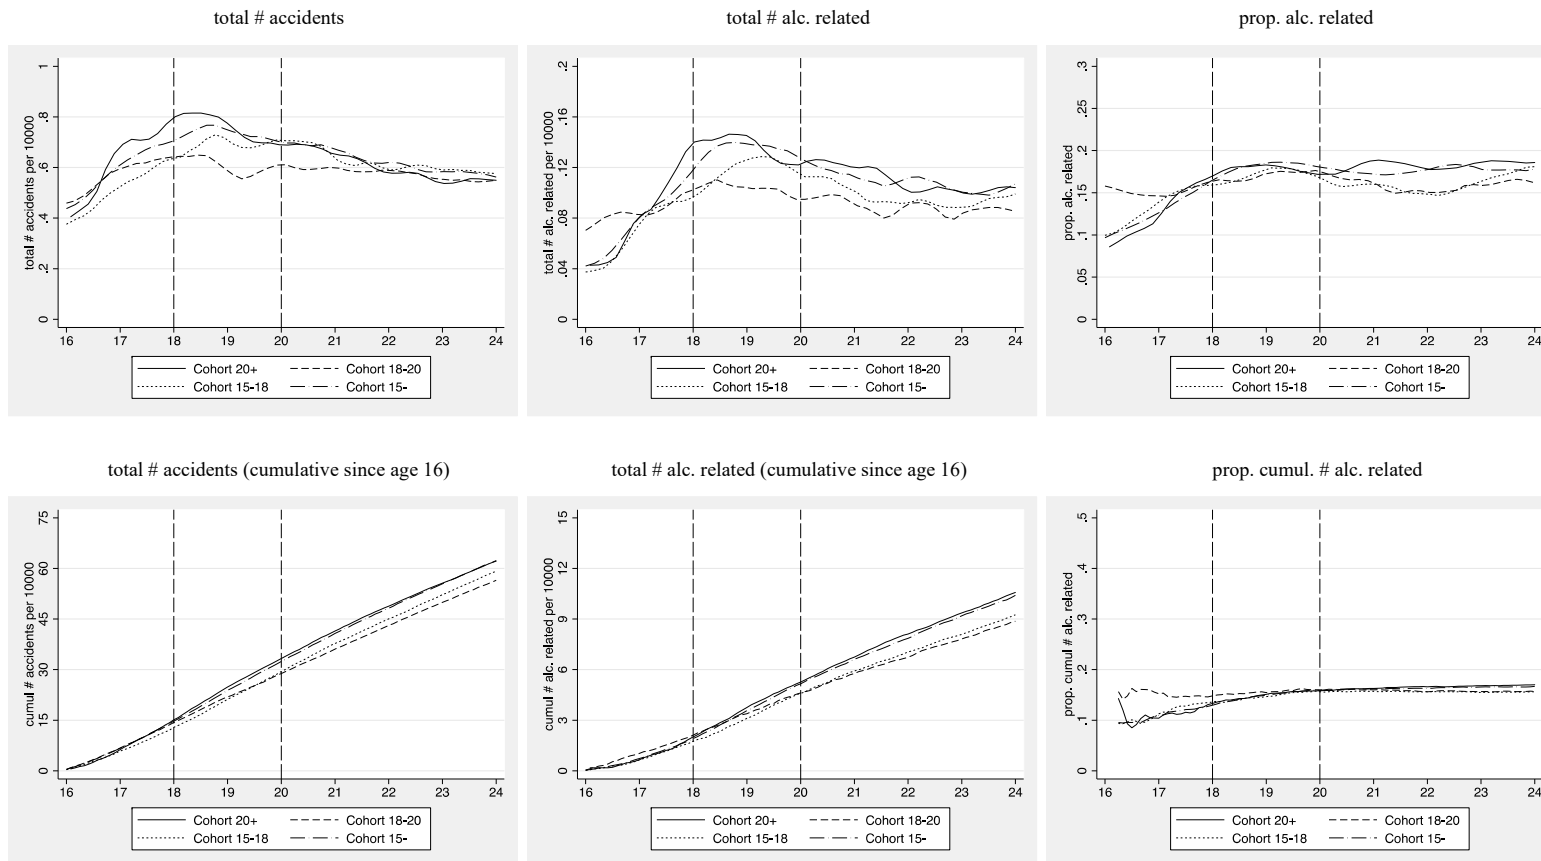 total # accidents
total # alc. related
prop. alc. related
total # accidents per 10000
0 .2 .4 .6 .8 1
16 17 18 19 20 21 22 23 24
Cohort 20+ Cohort 18-20
Cohort 15-18 Cohort 15-
total # alc. related per 10000
0 .04 .08 .12 .16 .2
16 17 18 19 20 21 22 23 24
Cohort 20+ Cohort 18-20
Cohort 15-18 Cohort 15-
prop. alc. related
0 .05 .1 .15 .2 .25 .3
16 17 18 19 20 21 22 23 24
Cohort 20+ Cohort 18-20
Cohort 15-18 Cohort 15-
total # accidents (cumulative since age 16)
total # alc. related (cumulative since age 16)
prop. cumul. # alc. related
cumul # accidents per 10000
0 15 30 45 60 75
16 17 18 19 20 21 22 23 24
Cohort 20+ Cohort 18-20
Cohort 15-18 Cohort 15-
cumul # alc. related per 10000
0 3 6 9 12 15
16 17 18 19 20 21 22 23 24
Cohort 20+ Cohort 18-20
Cohort 15-18 Cohort 15-
prop. cumul # alc. related
0 .1 .2 .3 .4 .5
16 17 18 19 20 21 22 23 24
Cohort 20+ Cohort 18-20
Cohort 15-18 Cohort 15-